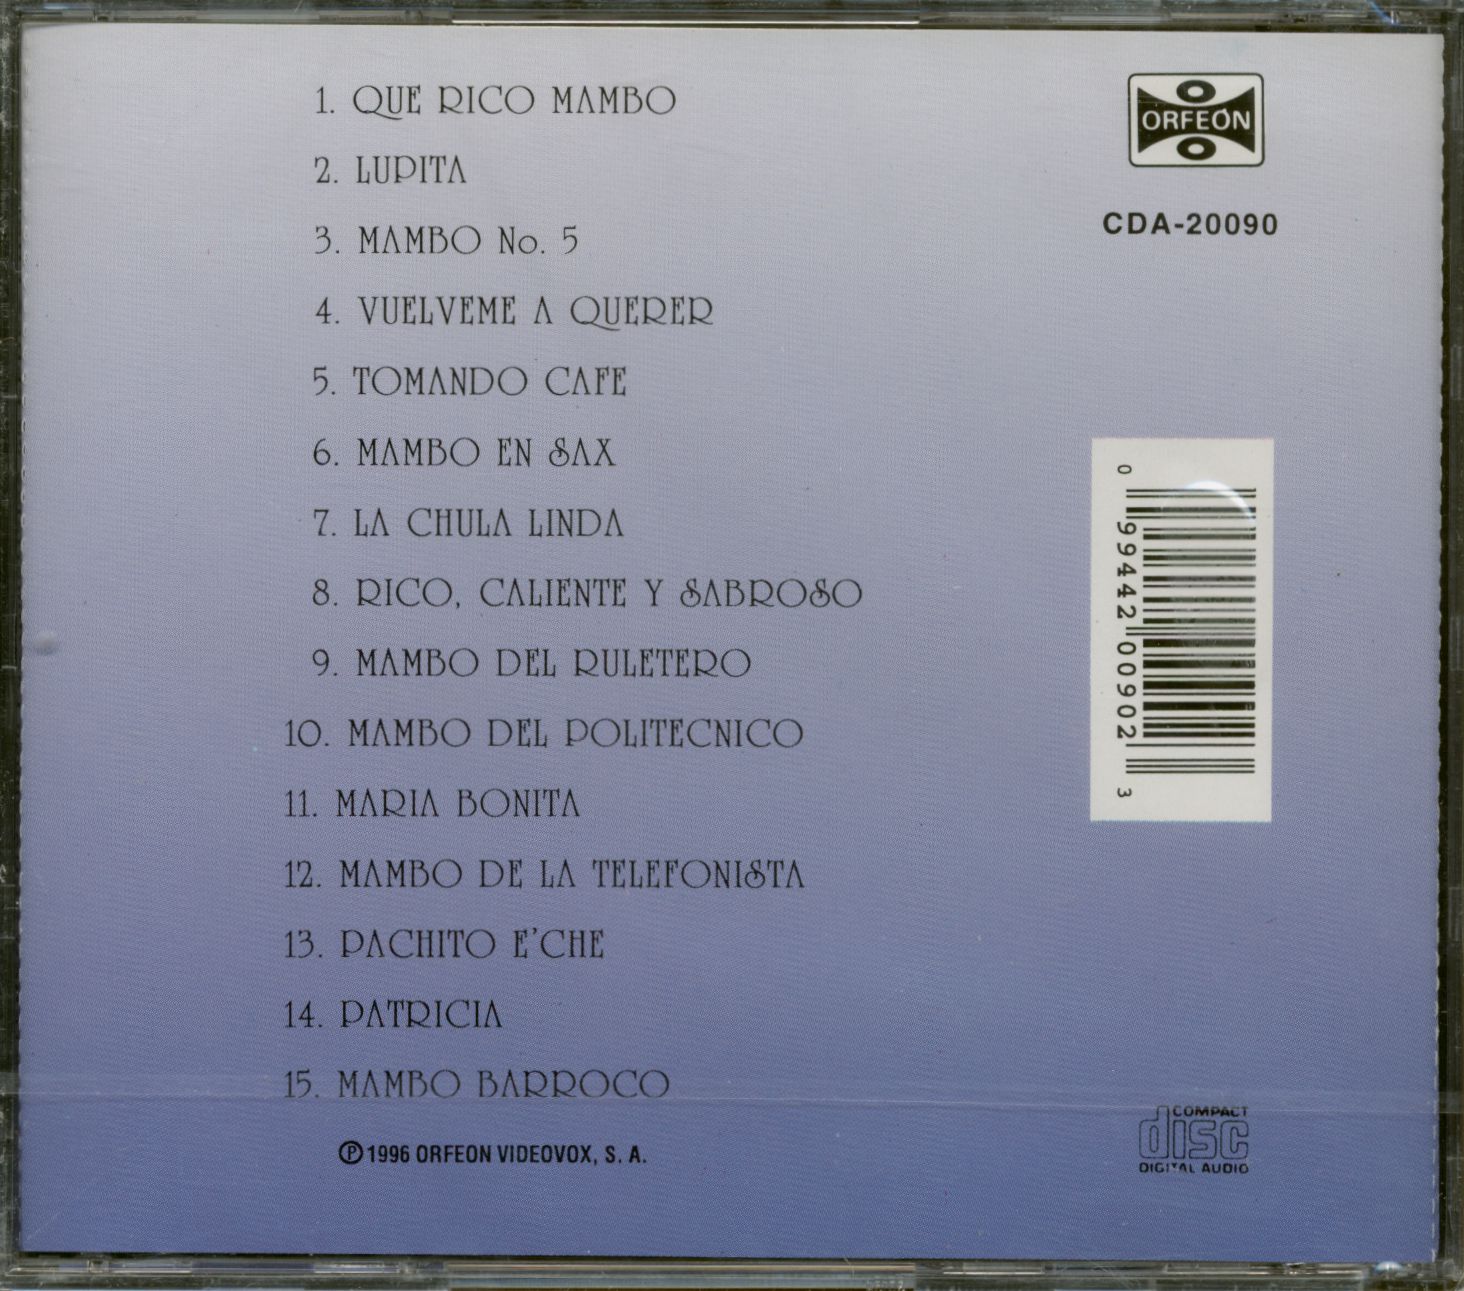 1. QUE RICO MAMBO
2. LUPITA
3. MAMBO No. 5
4. VUELVEME A QUERER
5. TOMANDO CAFE
6. MAMBO EN SAX
7. LA CHULA LINDA
8. RICO, CALIENTE Y SABROSO
9. MAMBO DEL RULETERO
10. MAMBO DEL POLITECNICO
11. MARIA BONITA
12. MAMBO DE LA TELEFONISTA
13. PACHITO E'CHE
14. PATRICIA
15. MAMBO BARROCO
℗ 1996 ORFEON VIDEOVOX, S. A.
ORFEÓN
CDA-20090
0 99442 00902 3
COMPACT
disc
DIGITAL AUDIO